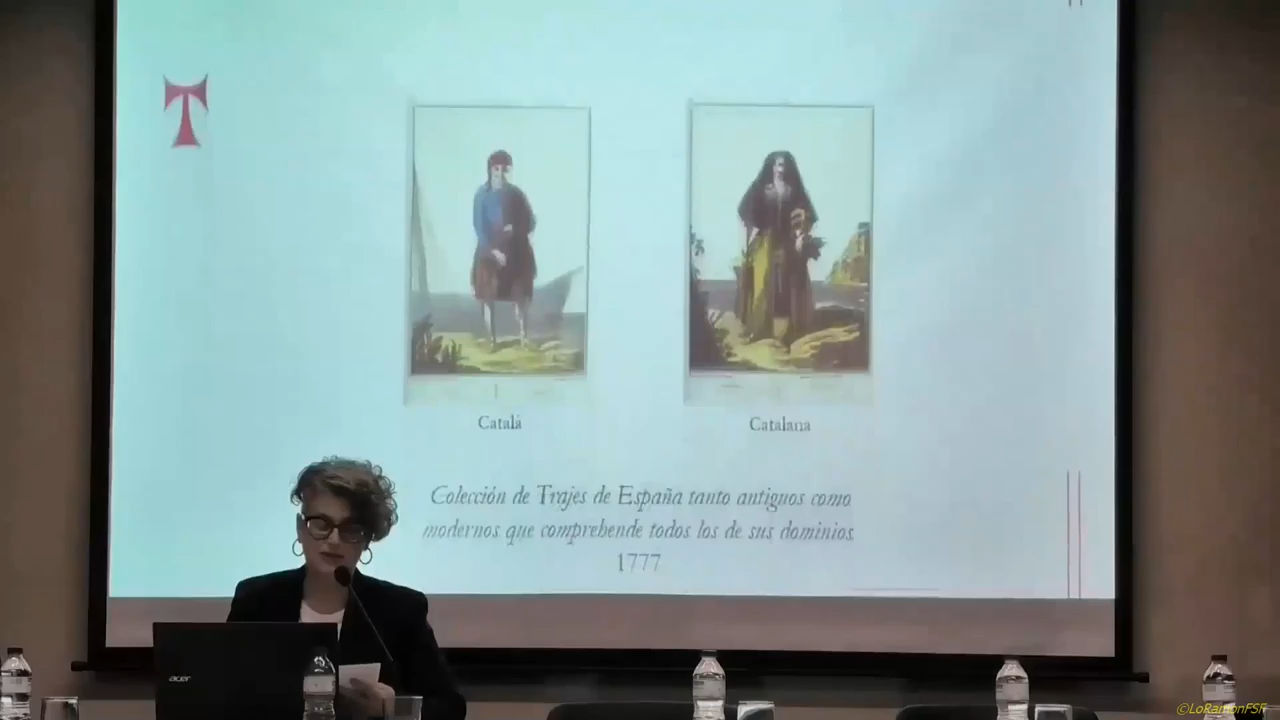 T
Català
Catalana
Colección de Trajes de España tanto antiguos como
modernos que comprehende todos los de sus dominios
1777
acer
©LoRamonFSF